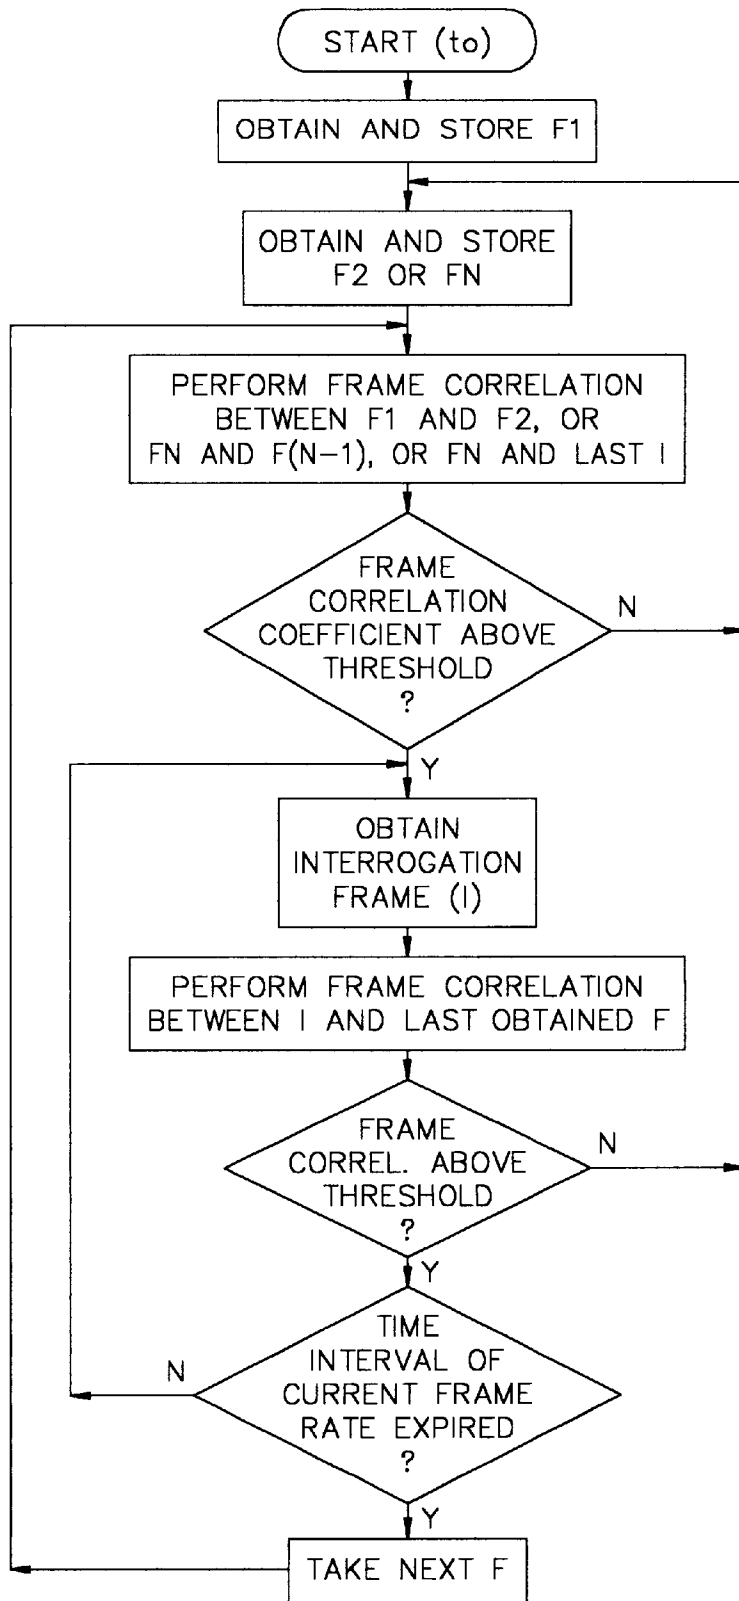 START (to)
OBTAIN AND STORE F1
OBTAIN AND STORE
F2 OR FN
PERFORM FRAME CORRELATION
BETWEEN F1 AND F2, OR
FN AND F(N-1), OR FN AND LAST I
FRAME
CORRELATION
COEFFICIENT ABOVE
THRESHOLD
?
N
Y
OBTAIN
INTERROGATION
FRAME (I)
PERFORM FRAME CORRELATION
BETWEEN I AND LAST OBTAINED F
FRAME
CORREL. ABOVE
THRESHOLD
?
N
Y
TIME
INTERVAL OF
CURRENT FRAME
RATE EXPIRED
?
N
Y
TAKE NEXT F